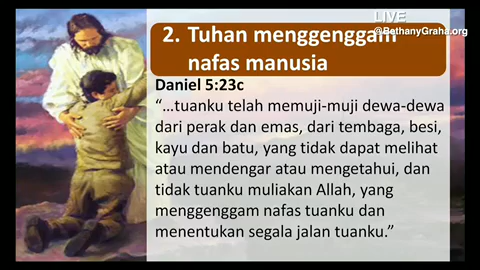 LIVE
@BethanyGraha.org
2. Tuhan menggenggam
nafas manusia
Daniel 5:23c
“...tuanku telah memuji-muji dewa-dewa
dari perak dan emas, dari tembaga, besi,
kayu dan batu, yang tidak dapat melihat
atau mendengar atau mengetahui, dan
tidak tuanku muliakan Allah, yang
menggenggam nafas tuanku dan
menentukan segala jalan tuanku.”